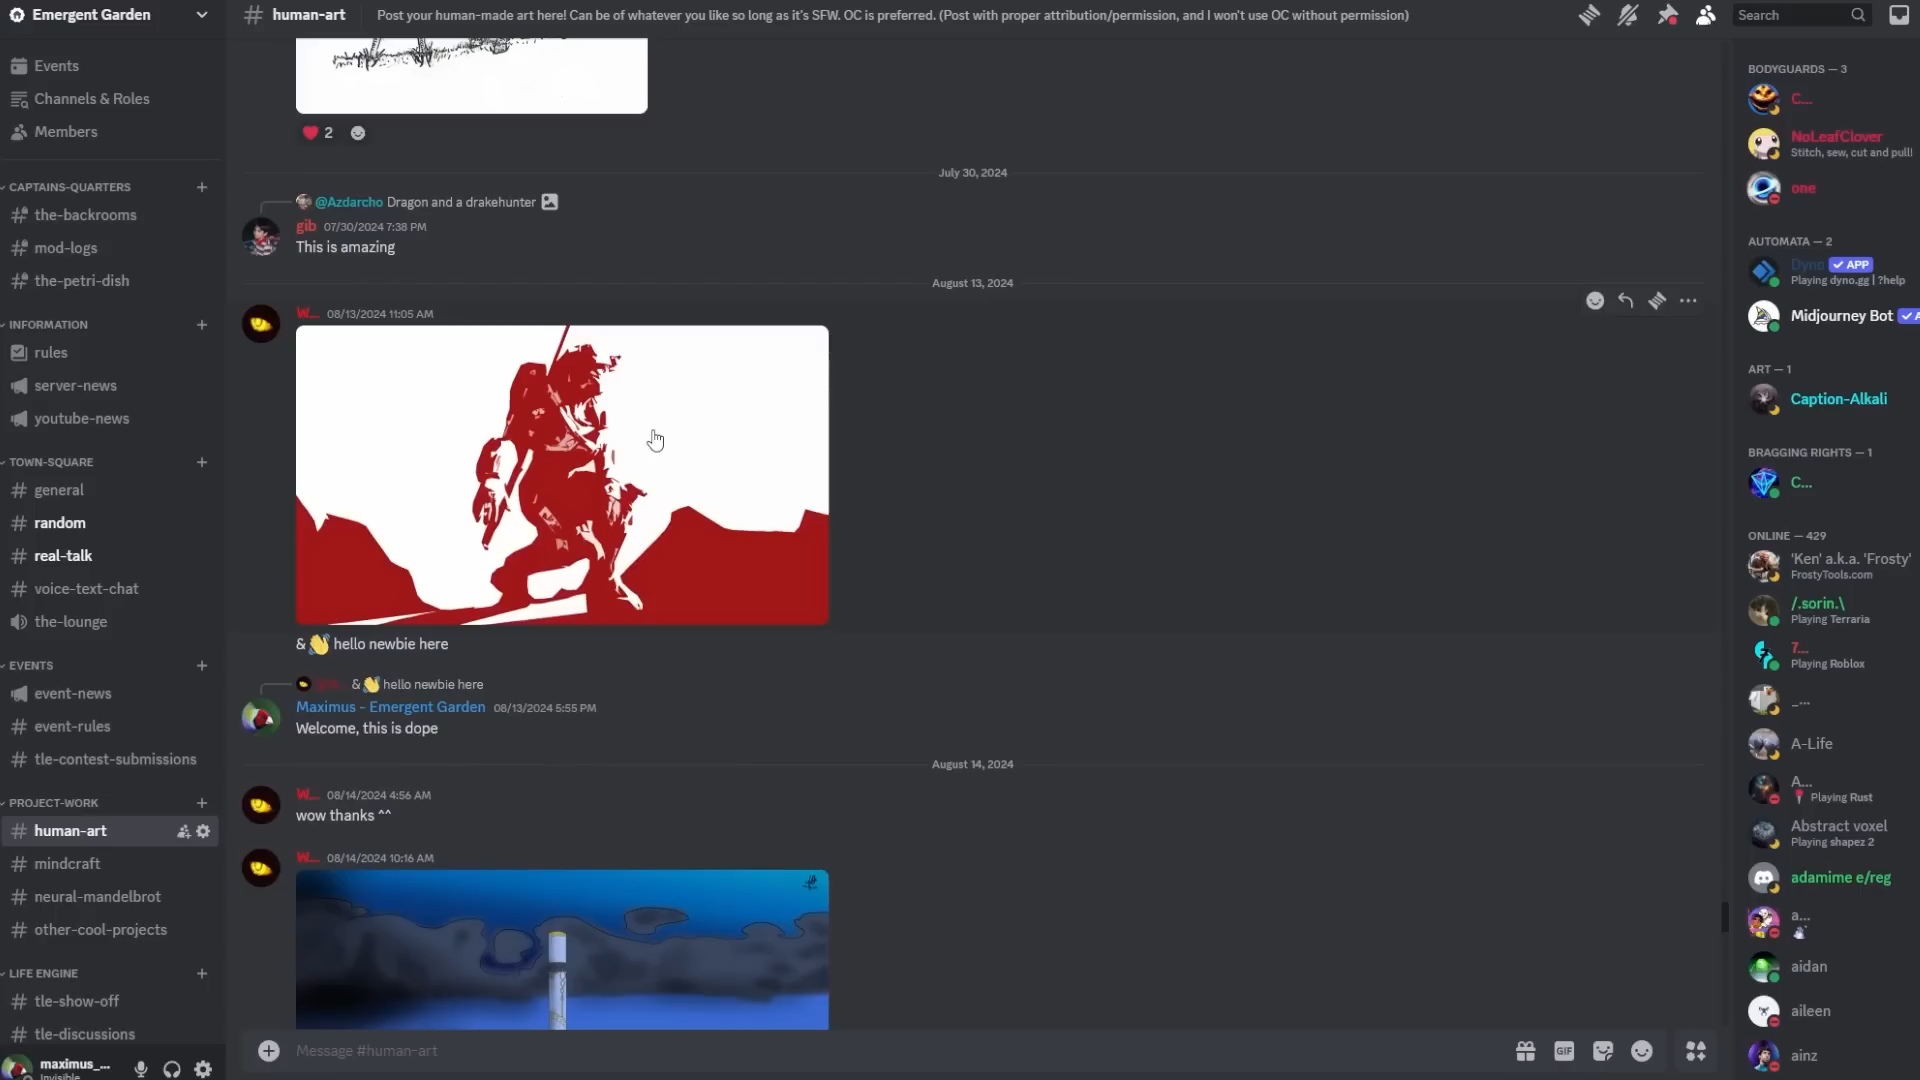 Emergent Garden
Events
Channels & Roles
Members
CAPTAINS-QUARTERS
the-backrooms
mod-logs
the-petri-dish
INFORMATION
rules
server-news
youtube-news
TOWN-SQUARE
general
random
real-talk
voice-text-chat
the-lounge
EVENTS
event-news
event-rules
tle-contest-submissions
PROJECT-WORK
human-art
mindcraft
neural-mandelbrot
other-cool-projects
LIFE ENGINE
tle-show-off
tle-discussions
maximus_...
Invisible
human-art
Post your human-made art here! Can be of whatever you like so long as it's SFW. OC is preferred. (Post with proper attribution/permission, and I won't use OC without permission)
Search
2
July 30, 2024
@Azdarcho Dragon and a drakehunter
gib 07/30/2024 7:38 PM
This is amazing
August 13, 2024
W... 08/13/2024 11:05 AM
& 👋 hello newbie here
& 👋 hello newbie here
Maximus - Emergent Garden 08/13/2024 5:55 PM
Welcome, this is dope
August 14, 2024
W... 08/14/2024 4:56 AM
wow thanks ^^
W... 08/14/2024 10:16 AM
Message #human-art
GIF
BODYGUARDS — 3
C...
NoLeafClover
Stitch, sew, cut and pull!
one
AUTOMATA — 2
Dyno APP
Playing dyno.gg | ?help
Midjourney Bot
ART — 1
Caption-Alkali
BRAGGING RIGHTS — 1
C...
ONLINE — 429
'Ken' a.k.a. 'Frosty'
FrostyTools.com
/.sorin.\
Playing Terraria
7...
Playing Roblox
_...
A-Life
A...
Playing Rust
Abstract voxel
Playing shapez 2
adamime e/reg
a...
aidan
aileen
ainz